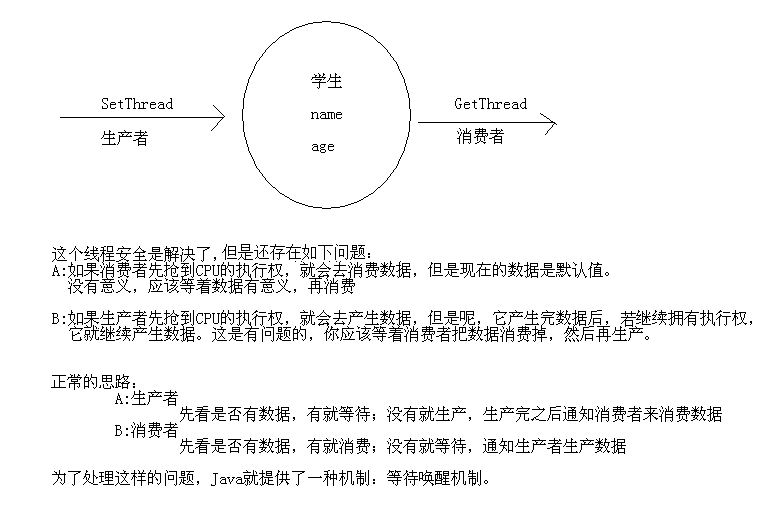 学生
SetThread
GetThread
name
生产者
消费者
age
这个线程安全是解决了,但是还存在如下问题：
A:如果消费者先抢到CPU的执行权，就会去消费数据，但是现在的数据是默认值。
没有意义，应该等着数据有意义，再消费
B:如果生产者先抢到CPU的执行权，就会去产生数据，但是呢，它产生完数据后，若继续拥有执行权，
它就继续产生数据。这是有问题的，你应该等着消费者把数据消费掉，然后再生产。
正常的思路：
A:生产者
先看是否有数据，有就等待；没有就生产，生产完之后通知消费者来消费数据
B:消费者
先看是否有数据，有就消费；没有就等待，通知生产者生产数据
为了处理这样的问题，Java就提供了一种机制：等待唤醒机制。